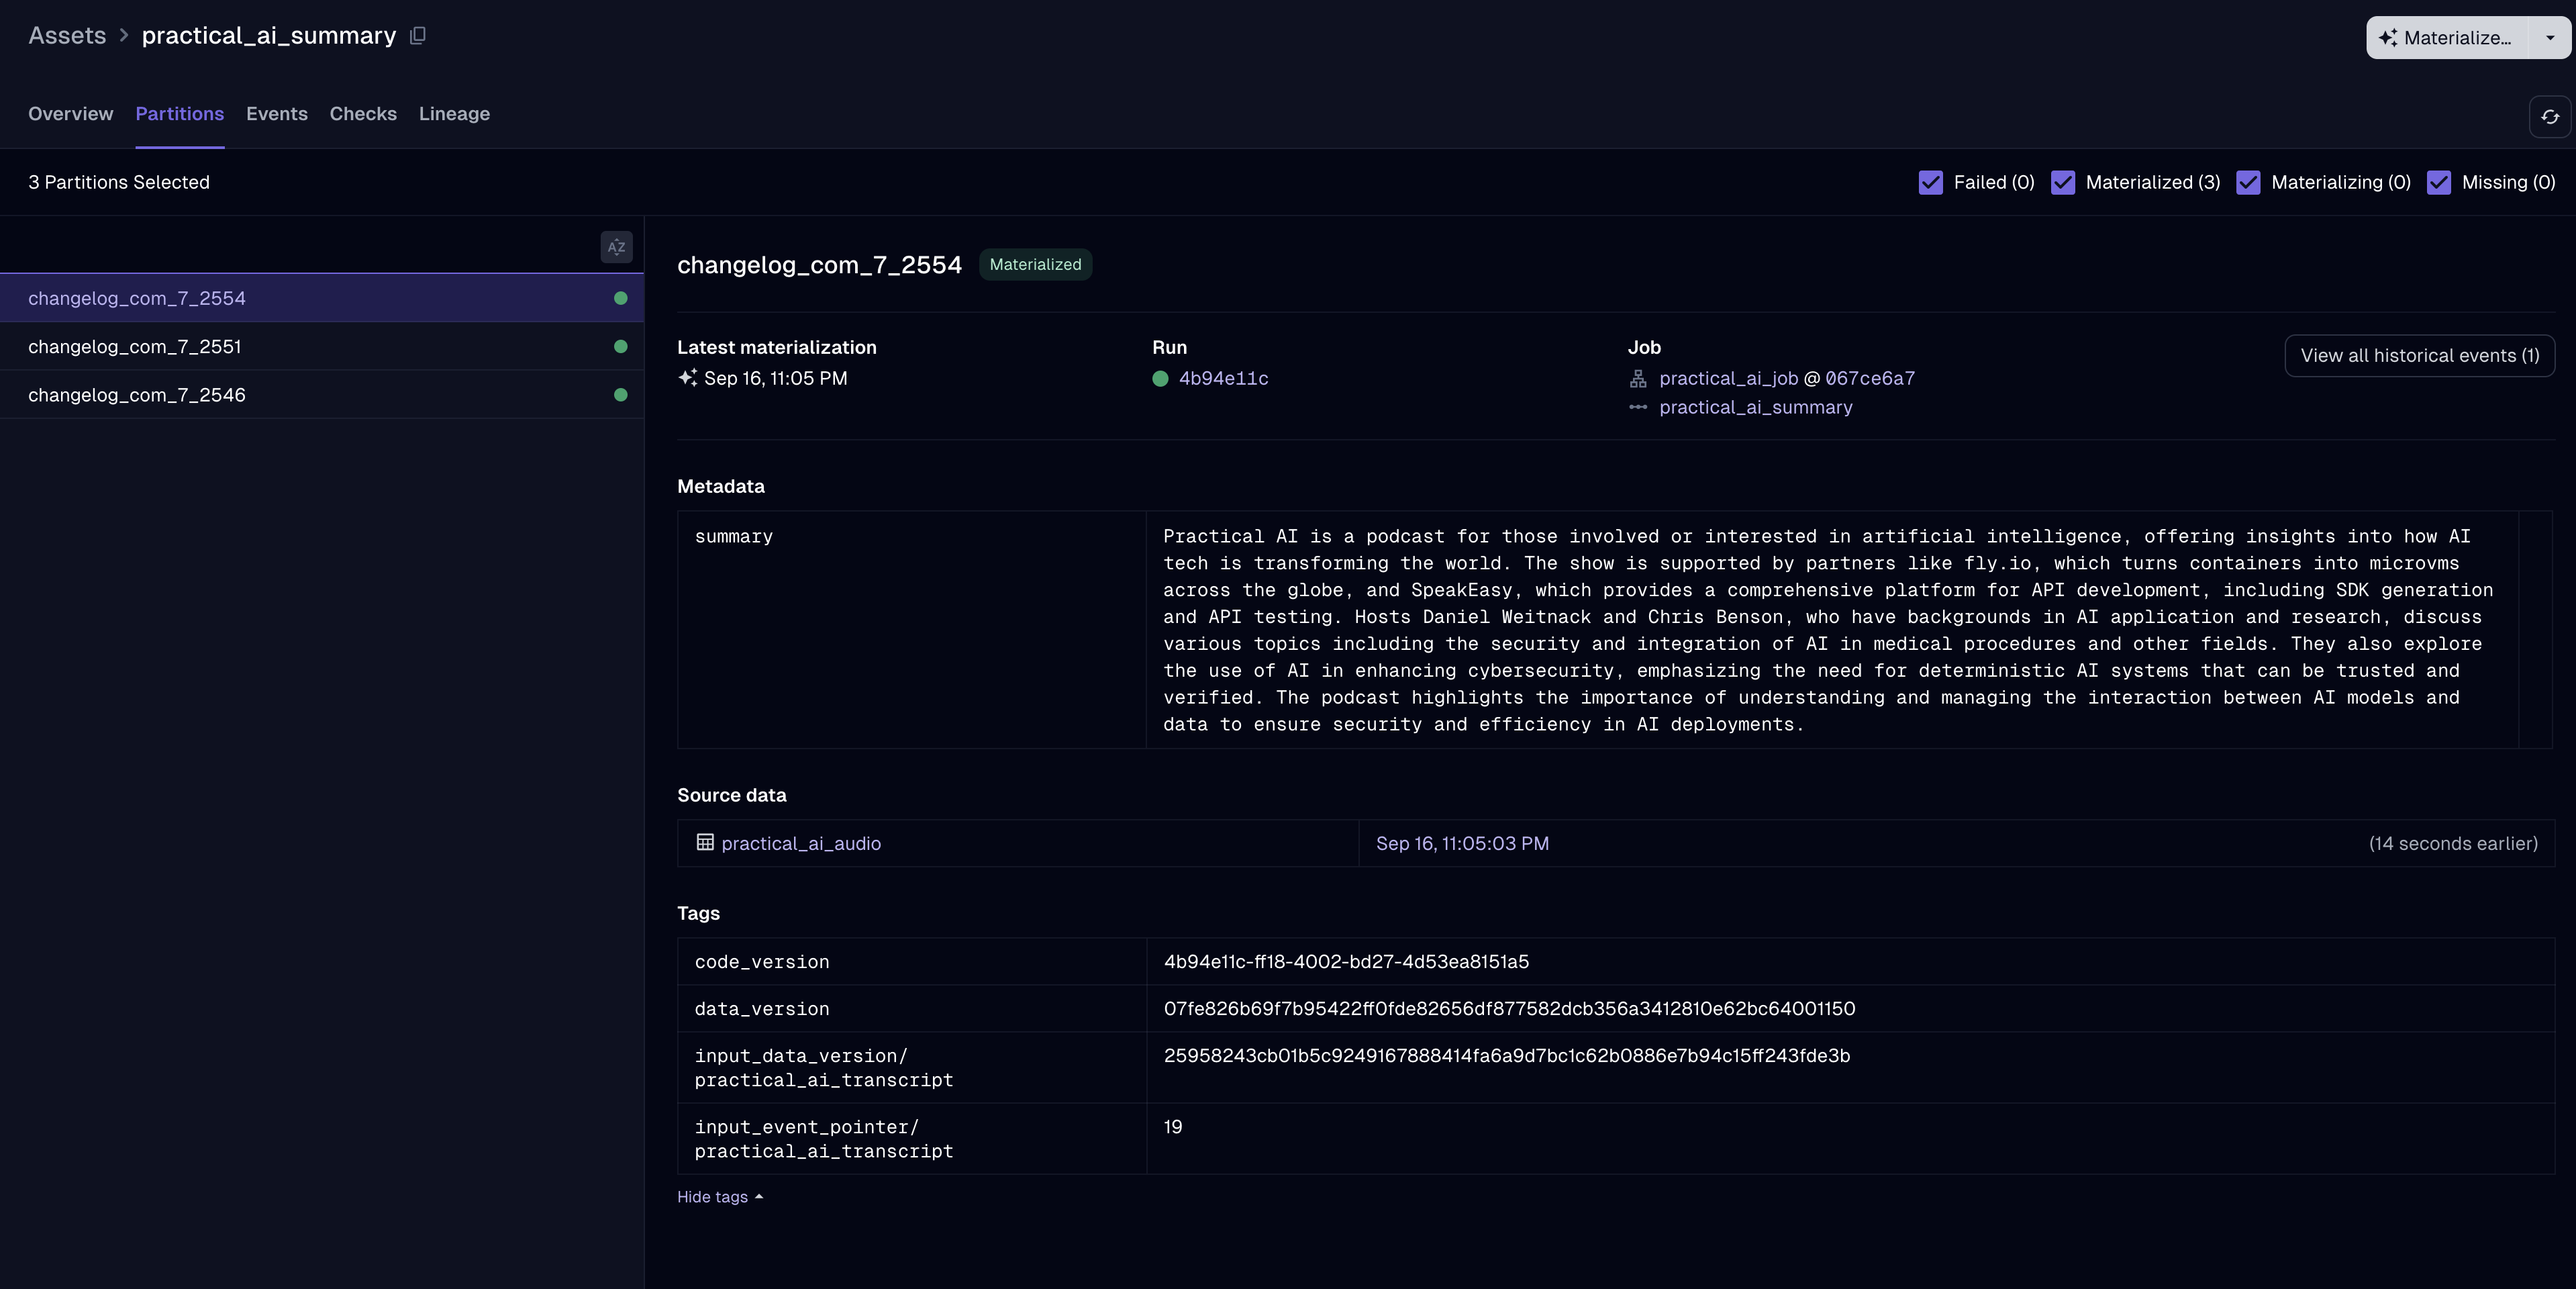 Assets > practical_ai_summary
Materialize...
Overview Partitions Events Checks Lineage
3 Partitions Selected
Failed (0) Materialized (3) Materializing (0) Missing (0)
AZ
changelog_com_7_2554
changelog_com_7_2551
changelog_com_7_2546
changelog_com_7_2554 Materialized
Latest materialization
Sep 16, 11:05 PM
Run
4b94e11c
Job
practical_ai_job @ 067ce6a7
practical_ai_summary
View all historical events (1)
Metadata
summary
Practical AI is a podcast for those involved or interested in artificial intelligence, offering insights into how AI
tech is transforming the world. The show is supported by partners like fly.io, which turns containers into microvms
across the globe, and SpeakEasy, which provides a comprehensive platform for API development, including SDK generation
and API testing. Hosts Daniel Weitnack and Chris Benson, who have backgrounds in AI application and research, discuss
various topics including the security and integration of AI in medical procedures and other fields. They also explore
the use of AI in enhancing cybersecurity, emphasizing the need for deterministic AI systems that can be trusted and
verified. The podcast highlights the importance of understanding and managing the interaction between AI models and
data to ensure security and efficiency in AI deployments.
Source data
practical_ai_audio Sep 16, 11:05:03 PM (14 seconds earlier)
Tags
code_version 4b94e11c-ff18-4002-bd27-4d53ea8151a5
data_version 07fe826b69f7b95422ff0fde82656df877582dcb356a3412810e62bc64001150
input_data_version/ 25958243cb01b5c9249167888414fa6a9d7bc1c62b0886e7b94c15ff243fde3b
practical_ai_transcript
input_event_pointer/ 19
practical_ai_transcript
Hide tags